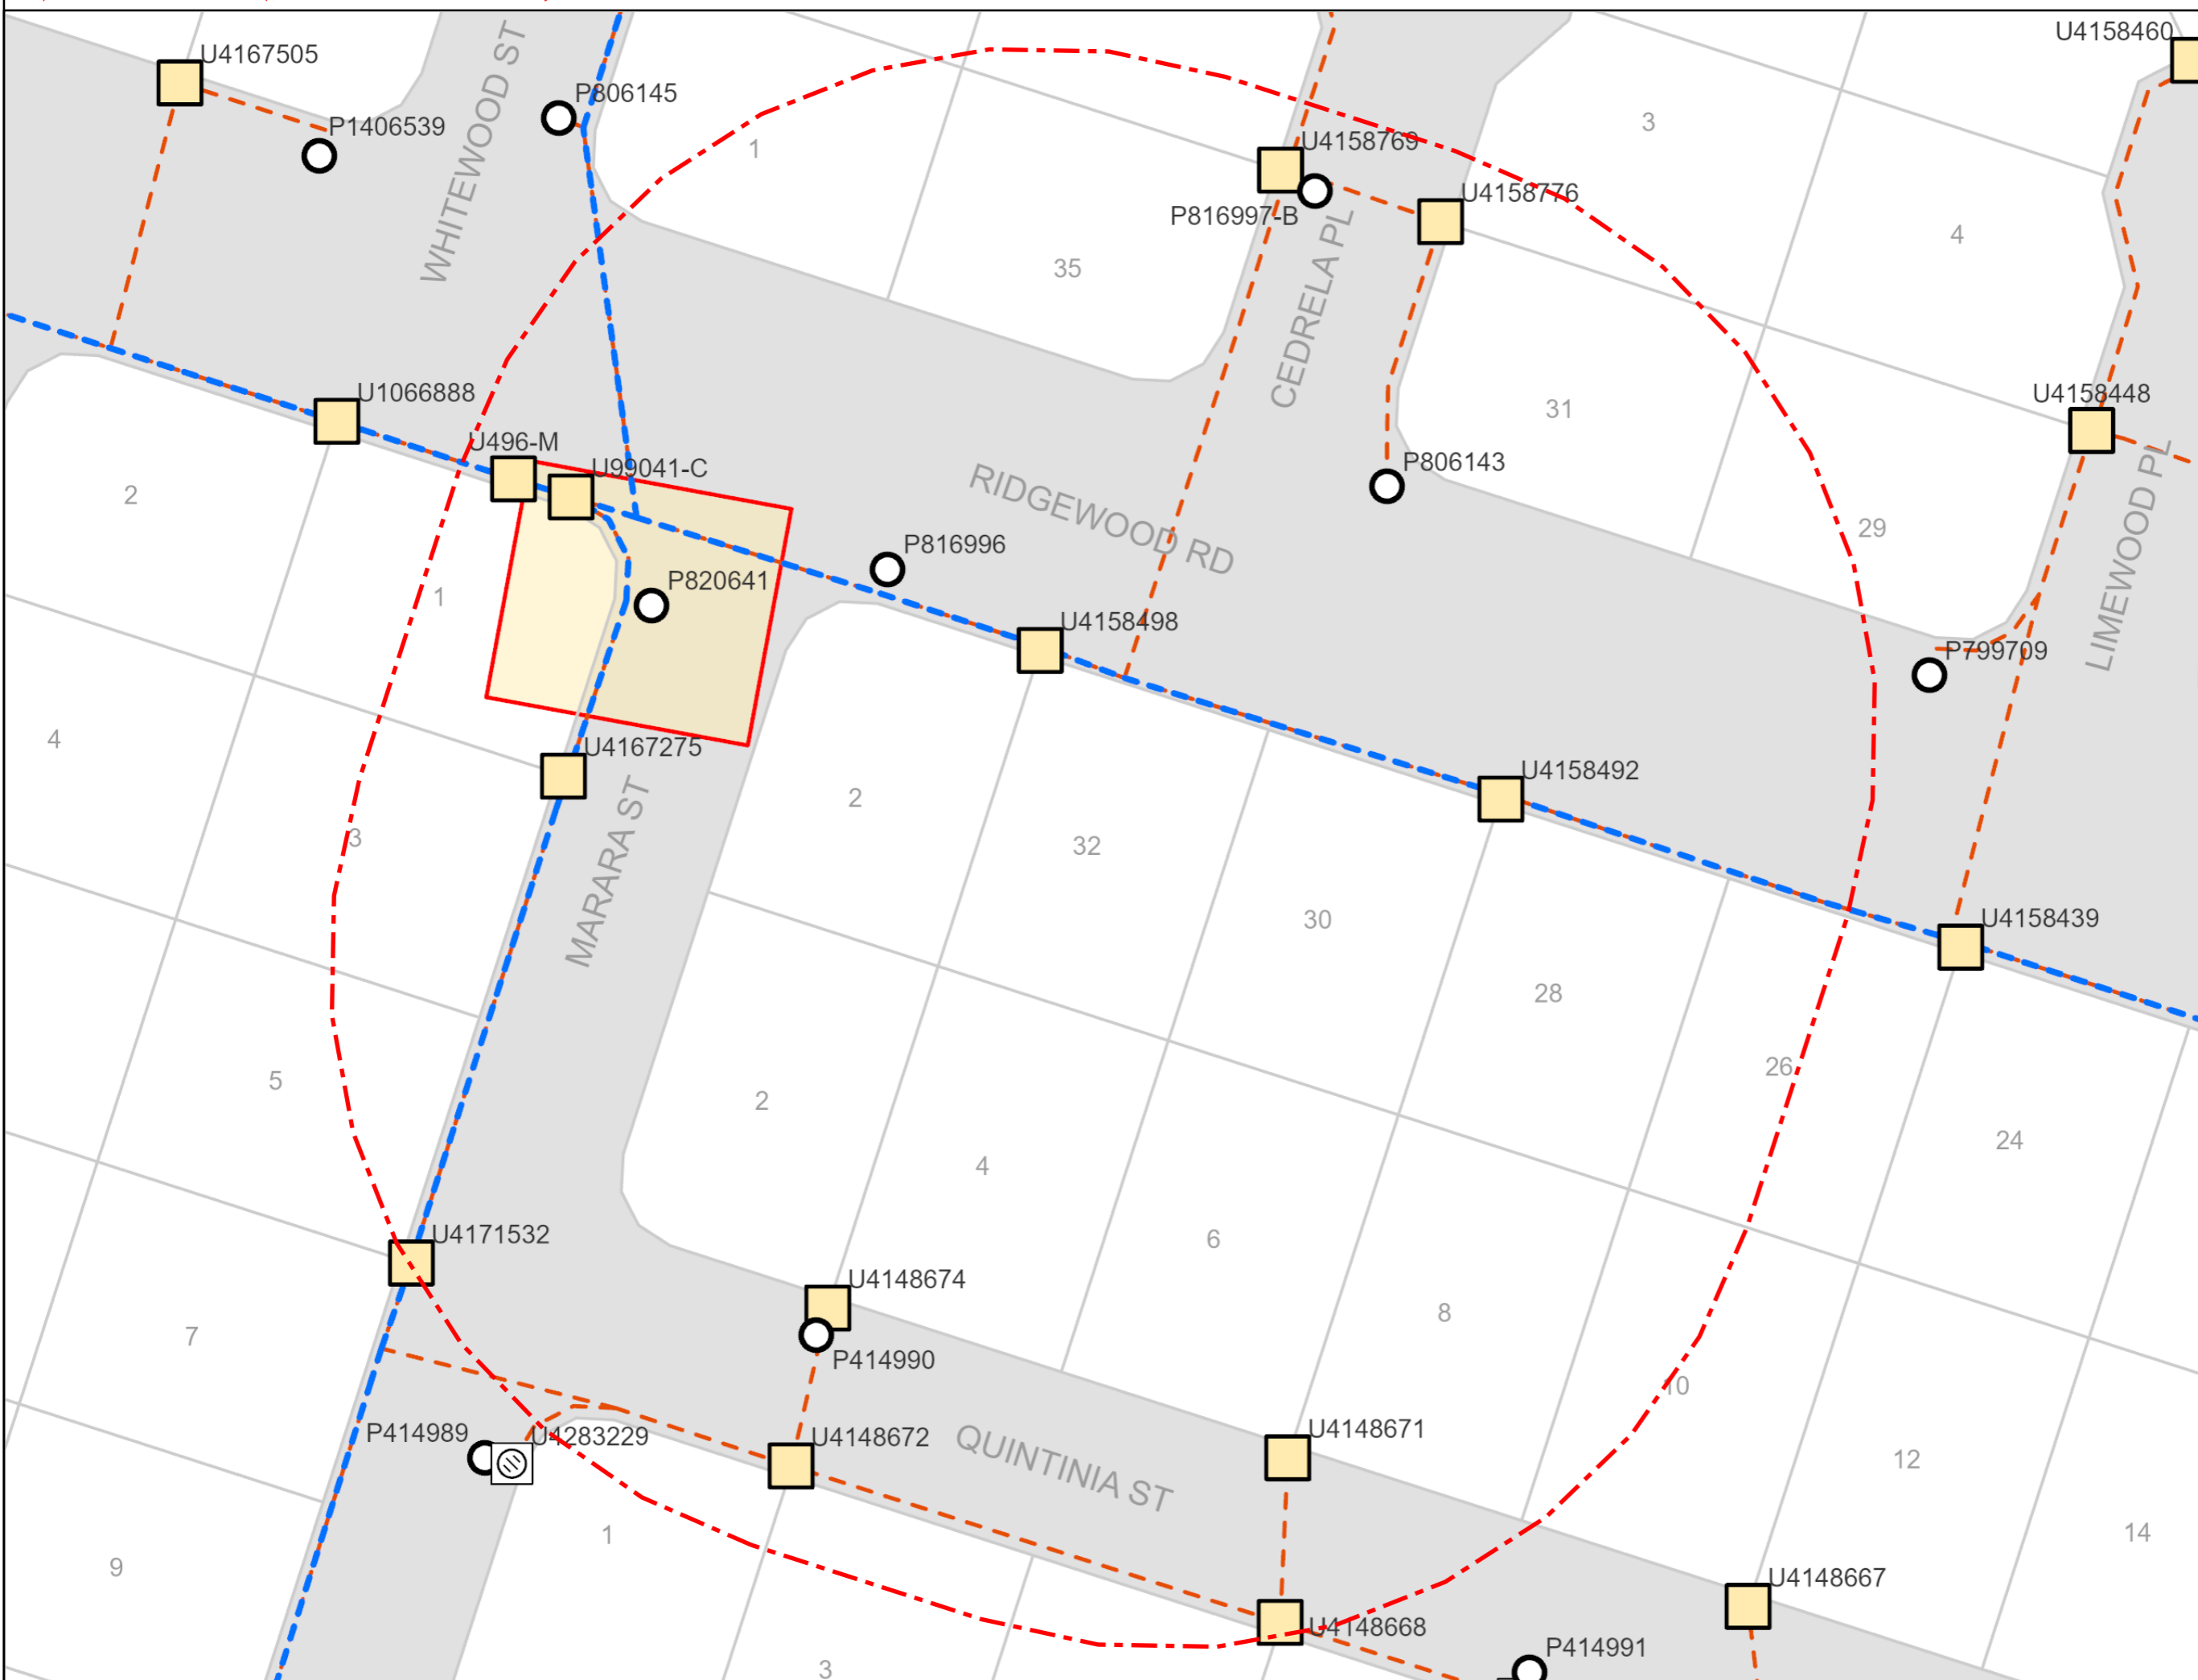 U4158460
U4167505
WHITEWOOD ST
P806145
P1406539
3
1
U4158769
U4158776
P816997-B
4
35
CEDRELA PL
U1066888
U4158448
31
U496-M
U99041-C
P806143
2
RIDGEWOOD RD
29
LIMEWOOD PL
P816996
P820641
1
U4158498
P799709
4
U4167275
U4158492
2
MARARA ST
3
32
30
U4158439
28
26
5
2
24
4
U4171532
6
U4148674
8
7
P414990
10
P414989
U4283229
U4148672
U4148671
QUINTINIA ST
12
14
1
9
U4148667
U4148668
P414991
3